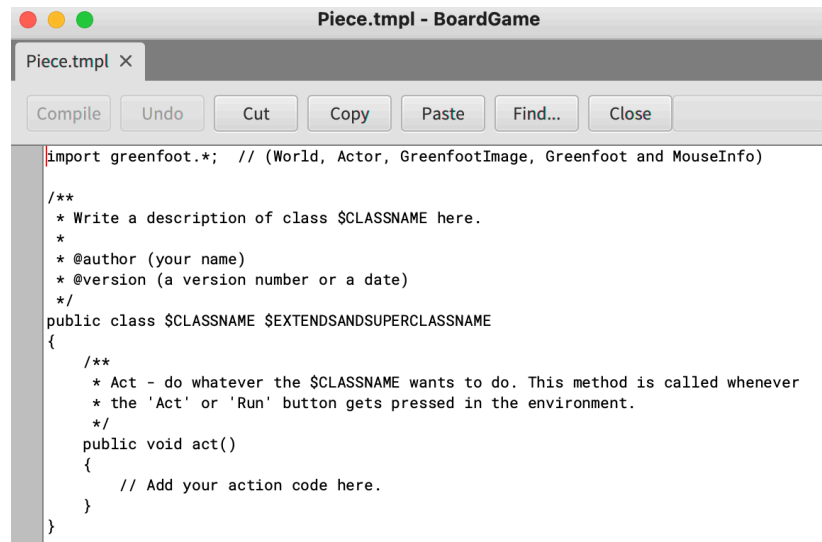 Piece.tmpl - BoardGame
Piece.tmpl ×
Compile Undo Cut Copy Paste Find... Close
import greenfoot.*;  // (World, Actor, GreenfootImage, Greenfoot and MouseInfo)
/**
 * Write a description of class $CLASSNAME here.
 *
 * @author (your name)
 * @version (a version number or a date)
 */
public class $CLASSNAME $EXTENDSANDSUPERCLASSNAME
{
    /**
     * Act - do whatever the $CLASSNAME wants to do. This method is called whenever
     * the 'Act' or 'Run' button gets pressed in the environment.
     */
    public void act()
    {
        // Add your action code here.
    }
}